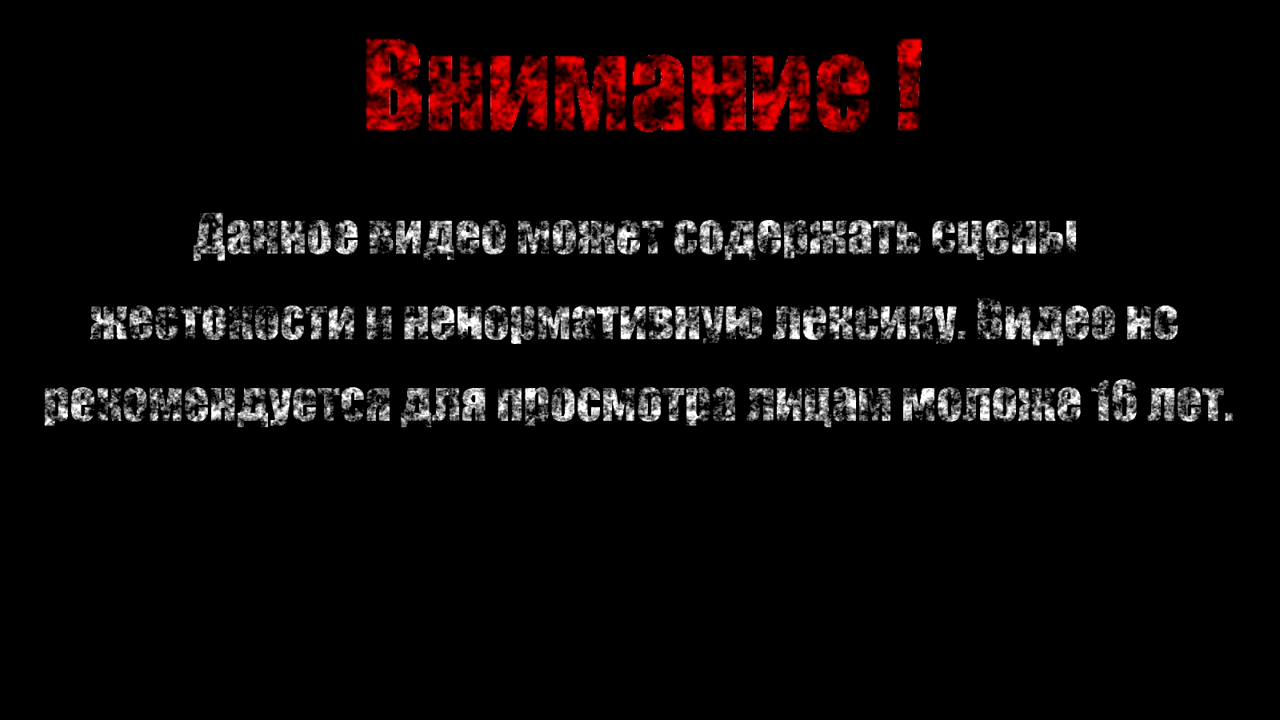 Внимание !
Данное видео может содержать сцены
жестокости и ненормативную лексику. Видео не
рекомендуется для просмотра лицам моложе 16 лет.